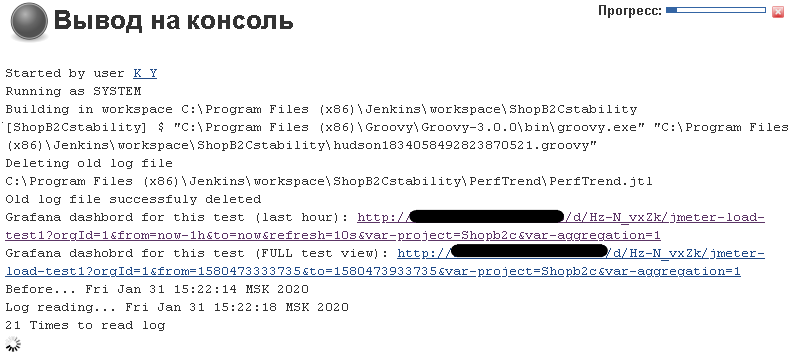 Вывод на консоль
Прогресс:
Started by user K Y
Running as SYSTEM
Building in workspace C:\Program Files (x86)\Jenkins\workspace\ShopB2Cstability
[ShopB2Cstability] $ "C:\Program Files (x86)\Groovy\Groovy-3.0.0\bin\groovy.exe" "C:\Program Files
(x86)\Jenkins\workspace\ShopB2Cstability\hudson1834058492823870521.groovy"
Deleting old log file
C:\Program Files (x86)\Jenkins\workspace\ShopB2Cstability\PerfTrend\PerfTrend.jtl
Old log file successfuly deleted
Grafana dashbord for this test (last hour): http:// /d/Hz-N_vxZk/jmeter-load-
test1?orgId=1&from=now-1h&to=now&refresh=10s&var-project=Shopb2c&var-aggregation=1
Grafana dashobrd for this test (FULL test view): http:// /d/Hz-N_vxZk/jmeter-
load-test1?orgId=1&from=1580473333735&to=1580473933735&var-project=Shopb2c&var-aggregation=1
Before... Fri Jan 31 15:22:14 MSK 2020
Log reading... Fri Jan 31 15:22:18 MSK 2020
21 Times to read log